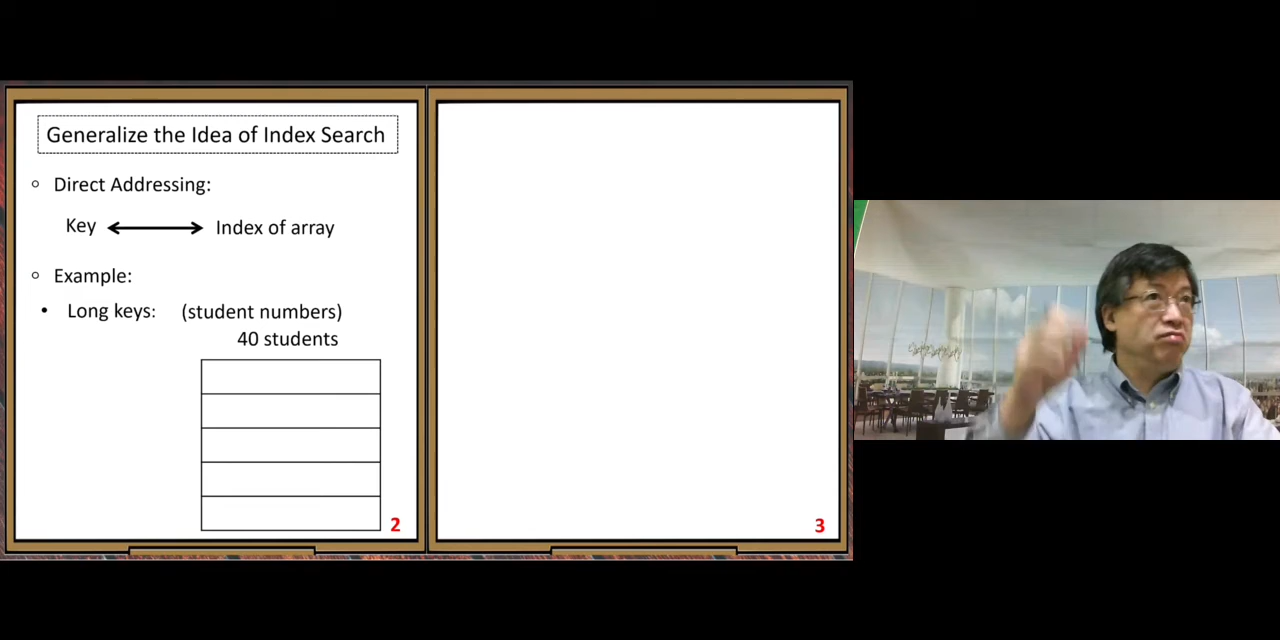 Generalize the Idea of Index Search
Direct Addressing:
Key Index of array
Example:
Long keys: (student numbers)
40 students
2
3